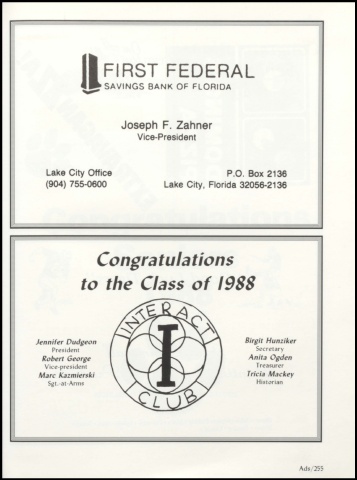 FIRST FEDERAL
SAVINGS BANK OF FLORIDA
Joseph F. Zahner
Vice-President
Lake City Office
(904) 755-0600
P.O. Box 2136
Lake City, Florida 32056-2136
Congratulations
to the Class of 1988
INTERACT
I
CLUB
Jennifer Dudgeon
President
Robert George
Vice-president
Marc Kazmierski
Sgt.-at-Arms
Birgit Hunziker
Secretary
Anita Ogden
Treasurer
Tricia Mackey
Historian
Ads/255